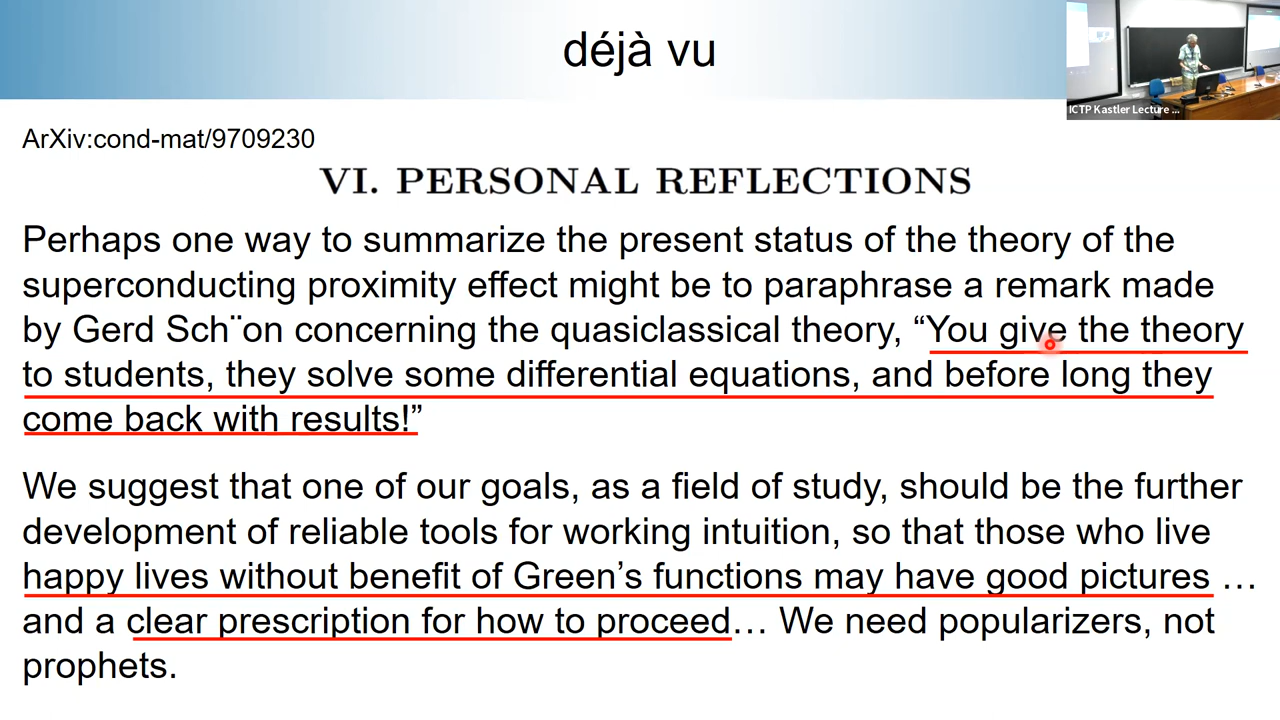 déjà vu
ICTP Kastler Lecture ...
ArXiv:cond-mat/9709230
VI. PERSONAL REFLECTIONS
Perhaps one way to summarize the present status of the theory of the
superconducting proximity effect might be to paraphrase a remark made
by Gerd Sch¨on concerning the quasiclassical theory, “You give the theory
to students, they solve some differential equations, and before long they
come back with results!”
We suggest that one of our goals, as a field of study, should be the further
development of reliable tools for working intuition, so that those who live
happy lives without benefit of Green’s functions may have good pictures …
and a clear prescription for how to proceed… We need popularizers, not
prophets.